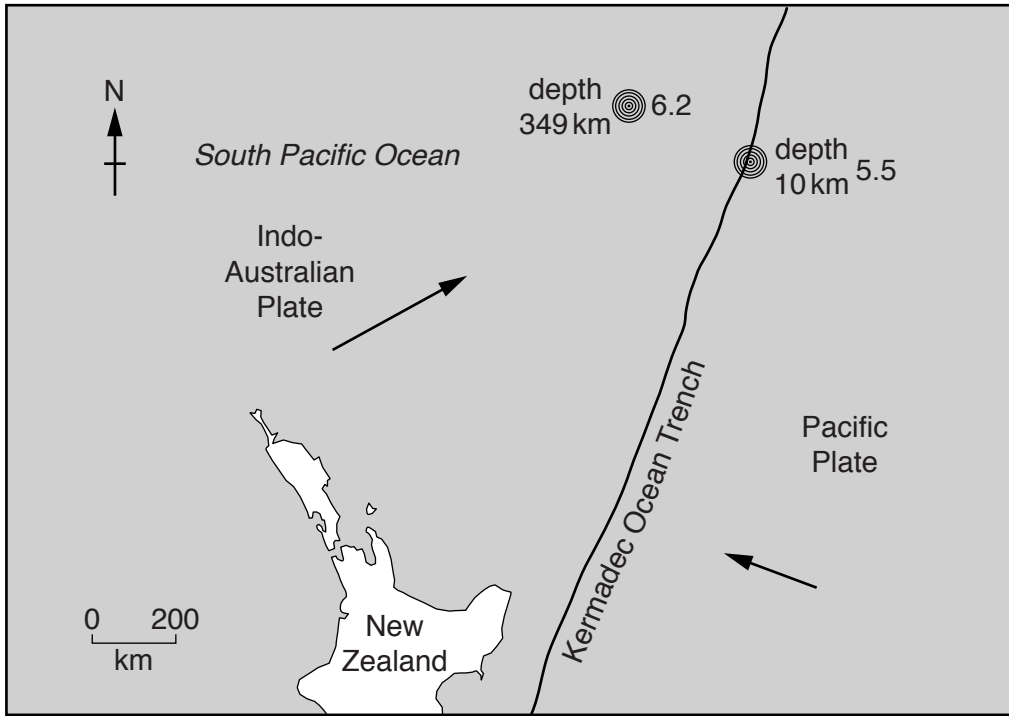 N
depth
349 km
6.2
South Pacific Ocean
depth
10 km
5.5
Indo-
Australian
Plate
Kermadec Ocean Trench
Pacific
Plate
0 200
km
New
Zealand